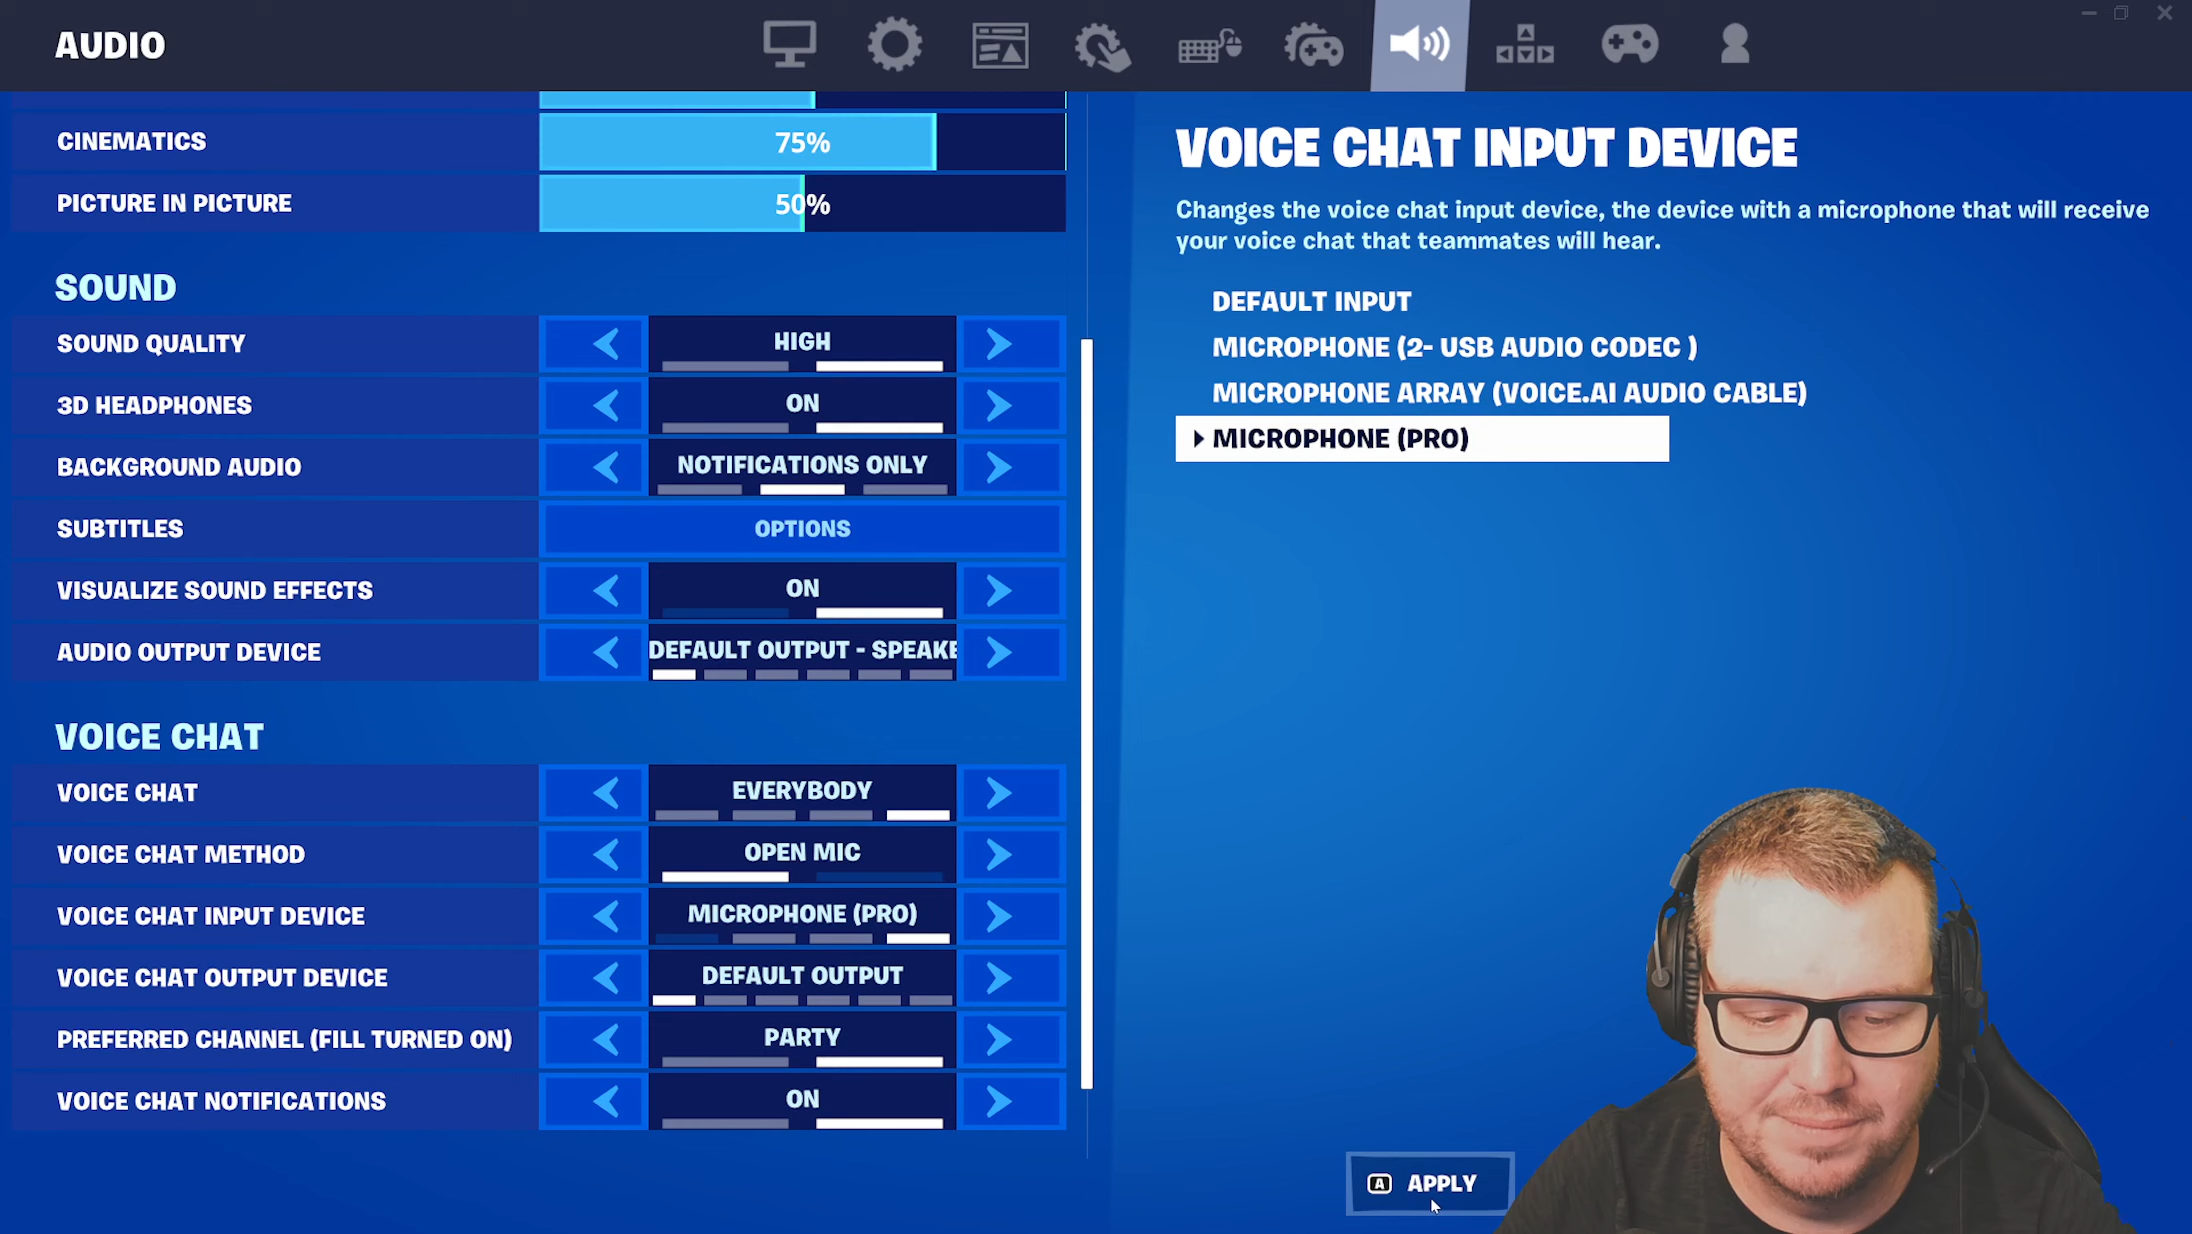 AUDIO
CINEMATICS
75%
PICTURE IN PICTURE
50%
SOUND
SOUND QUALITY
HIGH
3D HEADPHONES
ON
BACKGROUND AUDIO
NOTIFICATIONS ONLY
SUBTITLES
OPTIONS
VISUALIZE SOUND EFFECTS
ON
AUDIO OUTPUT DEVICE
DEFAULT OUTPUT - SPEAKE
VOICE CHAT
VOICE CHAT
EVERYBODY
VOICE CHAT METHOD
OPEN MIC
VOICE CHAT INPUT DEVICE
MICROPHONE (PRO)
VOICE CHAT OUTPUT DEVICE
DEFAULT OUTPUT
PREFERRED CHANNEL (FILL TURNED ON)
PARTY
VOICE CHAT NOTIFICATIONS
ON
VOICE CHAT INPUT DEVICE
Changes the voice chat input device, the device with a microphone that will receive
your voice chat that teammates will hear.
DEFAULT INPUT
MICROPHONE (2- USB AUDIO CODEC )
MICROPHONE ARRAY (VOICE.AI AUDIO CABLE)
MICROPHONE (PRO)
A APPLY